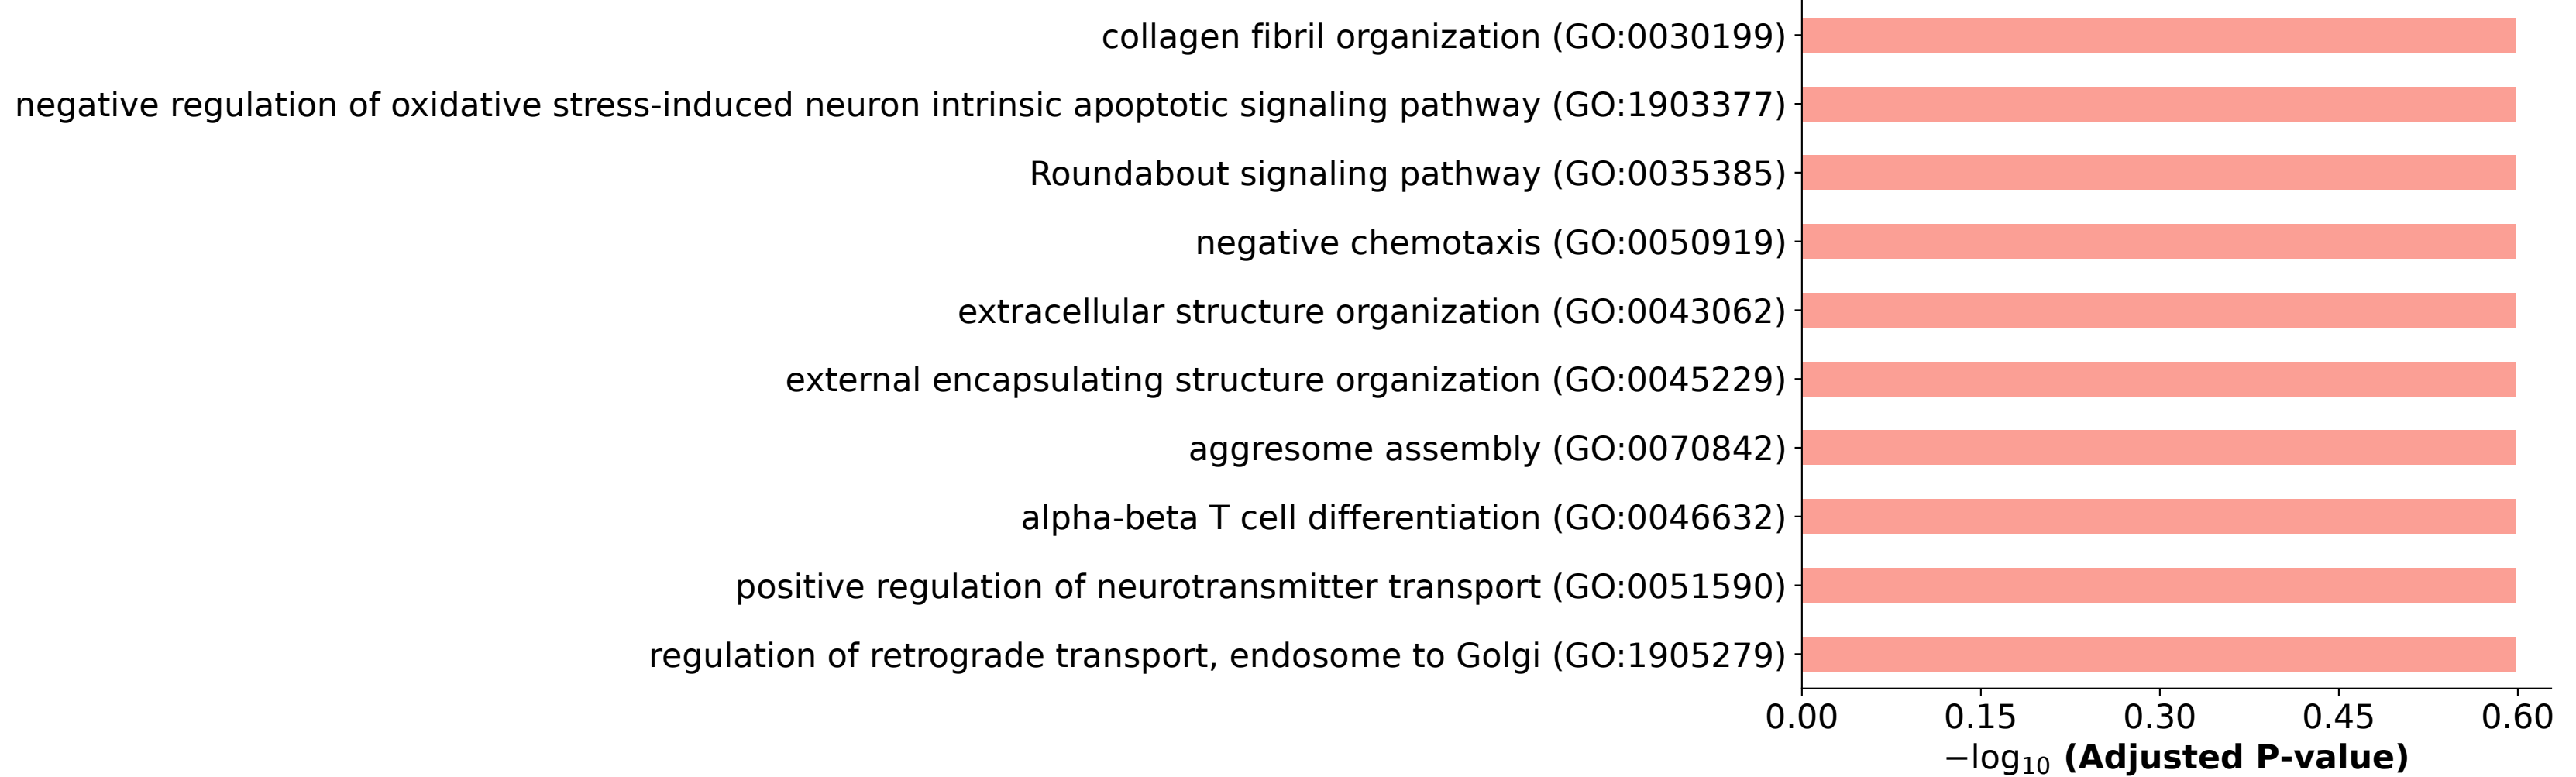 collagen fibril organization (GO:0030199)
negative regulation of oxidative stress-induced neuron intrinsic apoptotic signaling pathway (GO:1903377)
Roundabout signaling pathway (GO:0035385)
negative chemotaxis (GO:0050919)
extracellular structure organization (GO:0043062)
external encapsulating structure organization (GO:0045229)
aggresome assembly (GO:0070842)
alpha-beta T cell differentiation (GO:0046632)
positive regulation of neurotransmitter transport (GO:0051590)
regulation of retrograde transport, endosome to Golgi (GO:1905279)
0.00 0.15 0.30 0.45 0.60
−log₁₀ (Adjusted P-value)